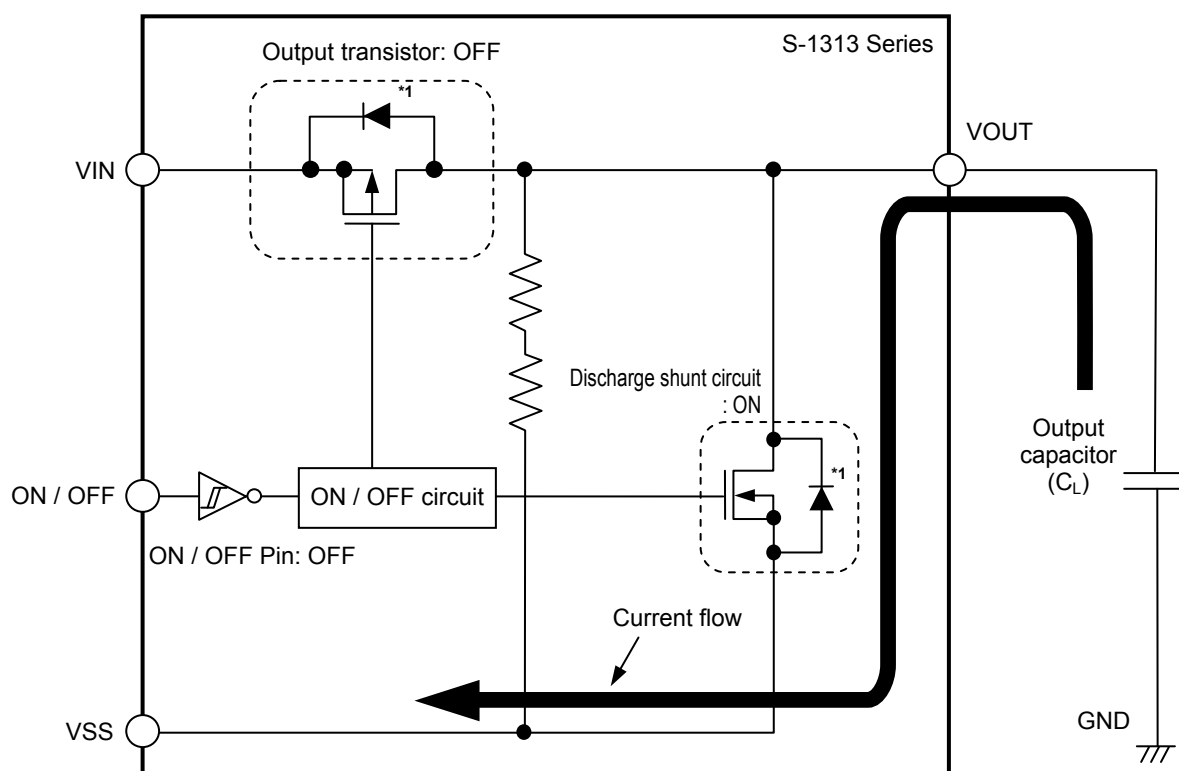 S-1313 Series
Output transistor: OFF
*1
VOUT
VIN
Discharge shunt circuit
: ON
*1
Output
capacitor
(CL)
ON / OFF
ON / OFF circuit
ON / OFF Pin: OFF
Current flow
VSS
GND